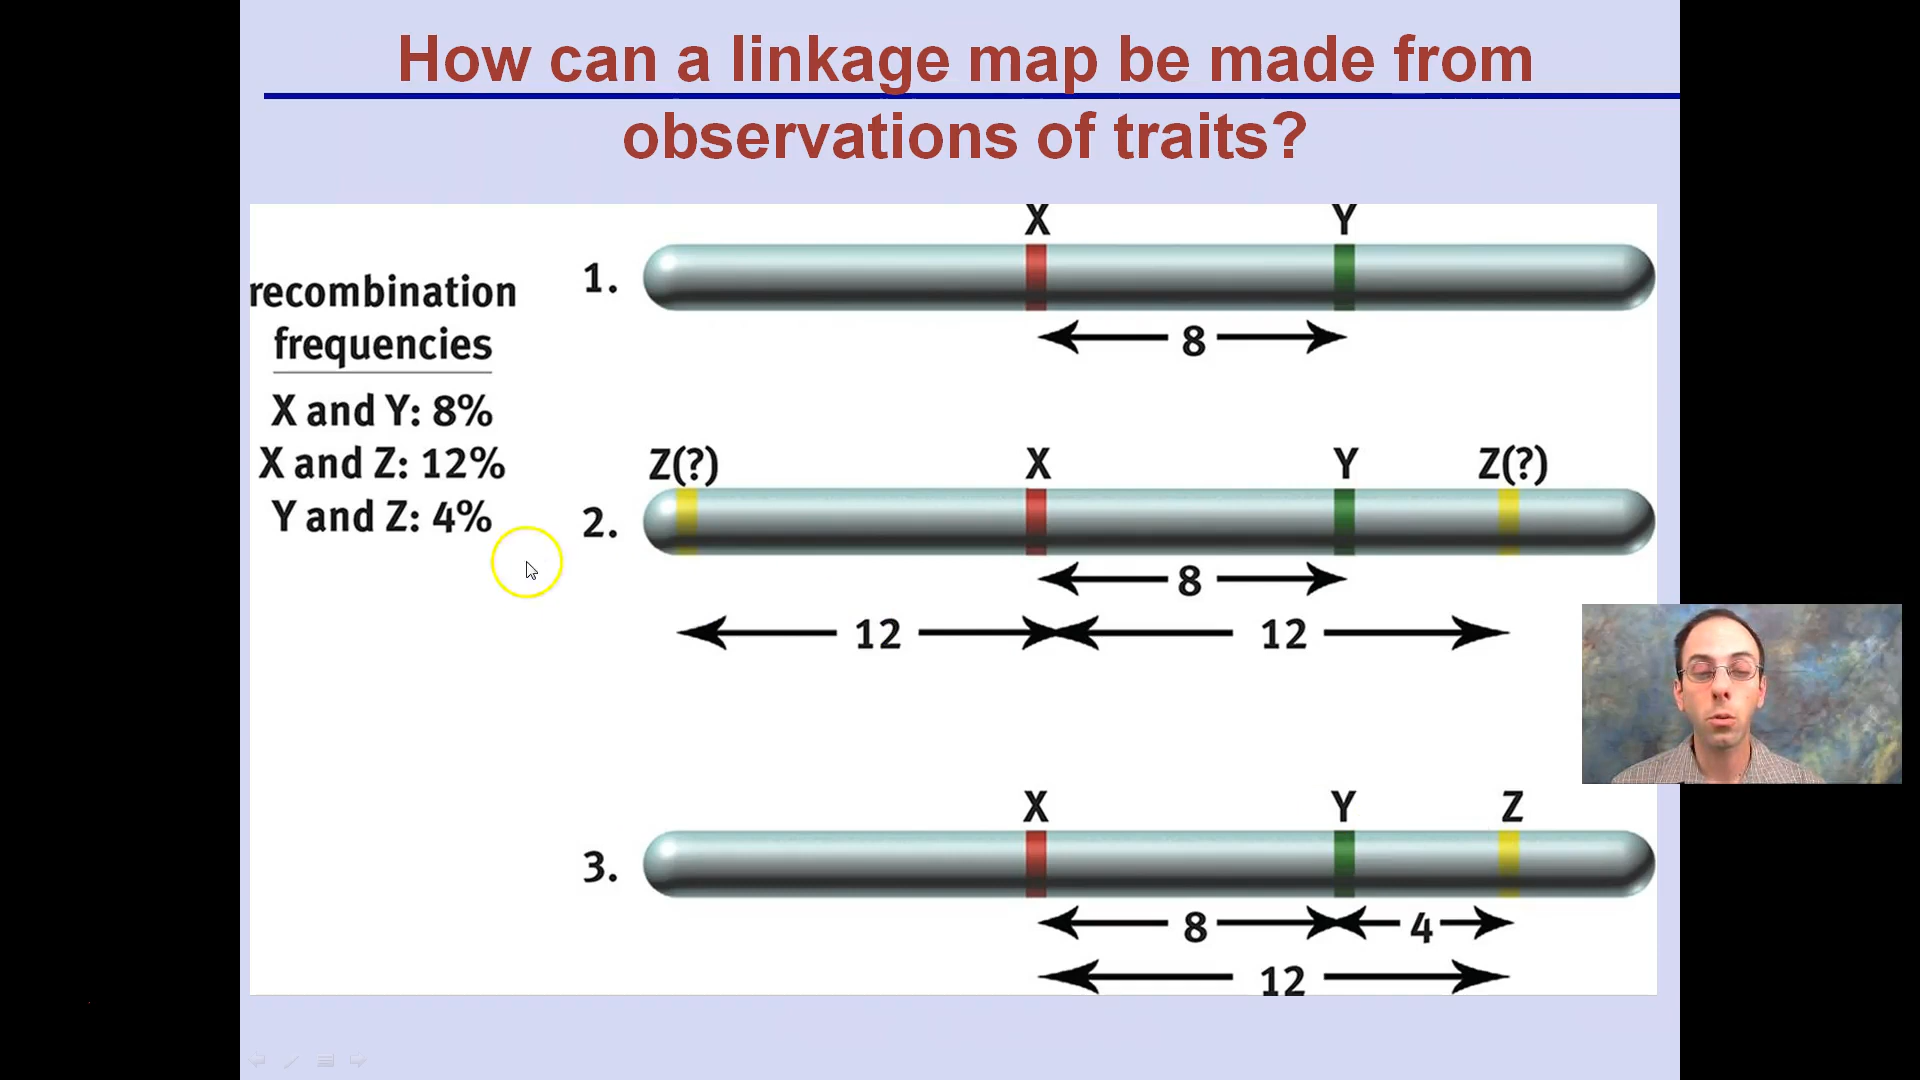 How can a linkage map be made from
observations of traits?
recombination
frequencies
X and Y: 8%
X and Z: 12%
Y and Z: 4%
X Y
1.
8
Z(?) X Y Z(?)
2.
8
12 12
X Y Z
3.
8 4
12